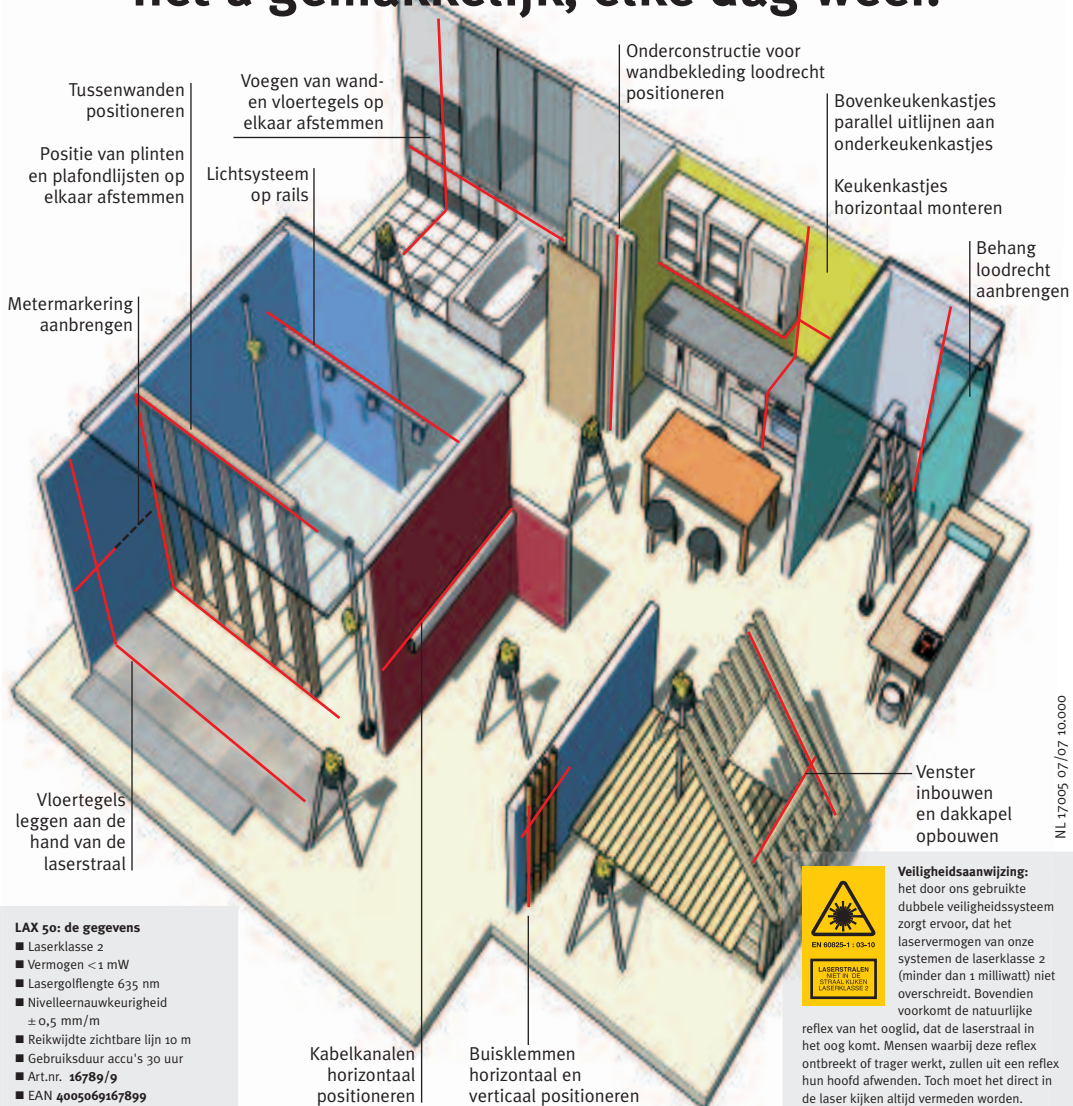 het u gemakkelijk, elke dag weer.
Tussenwanden
positioneren
Positie van plinten
en plafondlijsten op
elkaar afstemmen
Voegen van wand-
en vloertegels op
elkaar afstemmen
Lichtsysteem
op rails
Onderconstructie voor
wandbekleding loodrecht
positioneren
Bovenkeukenkastjes
parallel uitlijnen aan
onderkeukenkastjes
Keukenkastjes
horizontaal monteren
Behang
loodrecht
aanbrengen
Metermarkering
aanbrengen
Vloertegels
leggen aan de
hand van de
laserstraal
Venster
inbouwen
en dakkapel
opbouwen
NL 17005 07/07 10.000
LAX 50: de gegevens
■ Laserklasse 2
■ Vermogen <1 mW
■ Lasergolflengte 635 nm
■ Nivelleernauwkeurigheid
±0,5 mm/m
■ Reikwijdte zichtbare lijn 10 m
■ Gebruiksduur accu's 30 uur
■ Art.nr. 16789/9
■ EAN 4005069167899
Kabelkanalen
horizontaal
positioneren
Buisklemmen
horizontaal en
verticaal positioneren
EN 60825-1 : 03-10
LASERSTRALEN
NIET IN DE
STRAAL KIJKEN
LASERKLASSE 2
Veiligheidsaanwijzing:
het door ons gebruikte
dubbele veiligheidssysteem
zorgt ervoor, dat het
laservermogen van onze
systemen de laserklasse 2
(minder dan 1 milliwatt) niet
overschreidt. Bovendien
voorkomt de natuurlijke
reflex van het ooglid, dat de laserstraal in
het oog komt. Mensen waarbij deze reflex
ontbreekt of trager werkt, zullen uit een reflex
hun hoofd afwenden. Toch moet het direct in
de laser kijken altijd vermeden worden.